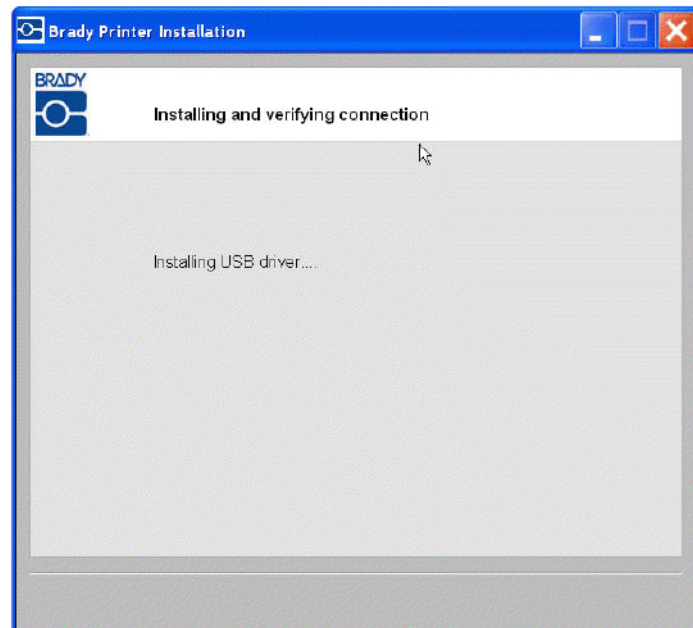 Brady Printer Installation
BRADY
Installing and verifying connection
Installing USB driver....